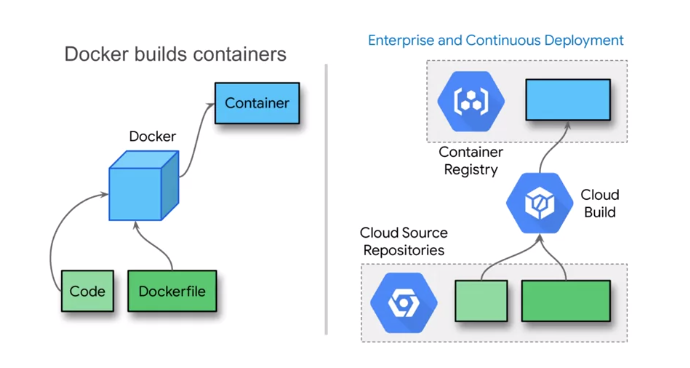 Docker builds containers
Container
Docker
Code
Dockerfile
Enterprise and Continuous Deployment
Container
Registry
Cloud
Build
Cloud Source
Repositories